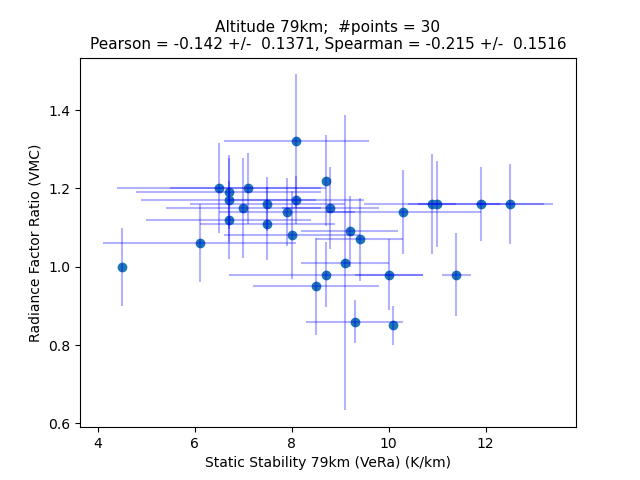 Altitude 79km;  #points = 30
Pearson = -0.142 +/-  0.1371, Spearman = -0.215 +/-  0.1516
Radiance Factor Ratio (VMC)
1.4
1.2
1.0
0.8
0.6
4 6 8 10 12
Static Stability 79km (VeRa) (K/km)